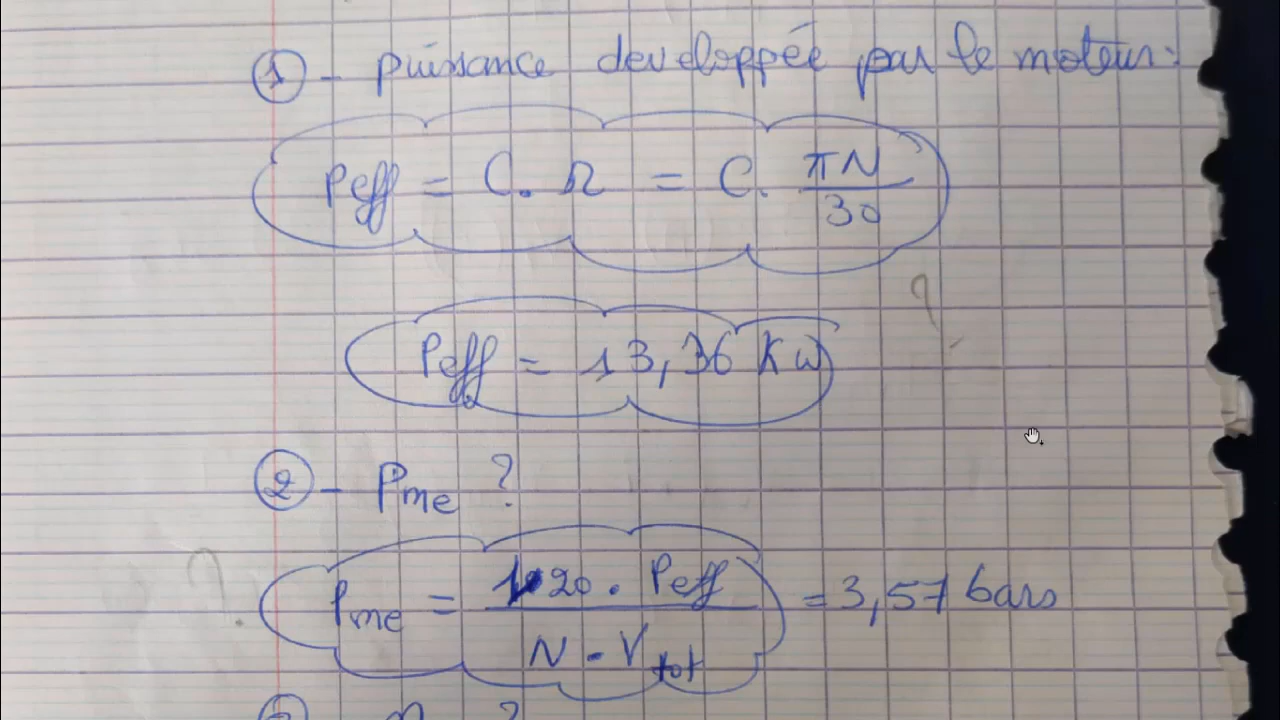 ① - puissance developpée par le moteur:
Peff = C. Ω = C. πN/30
?
Peff = 13,36 Kw
② - Pme ?
Pme = 120. Peff / N - Vtot = 3,57 bars
?
?